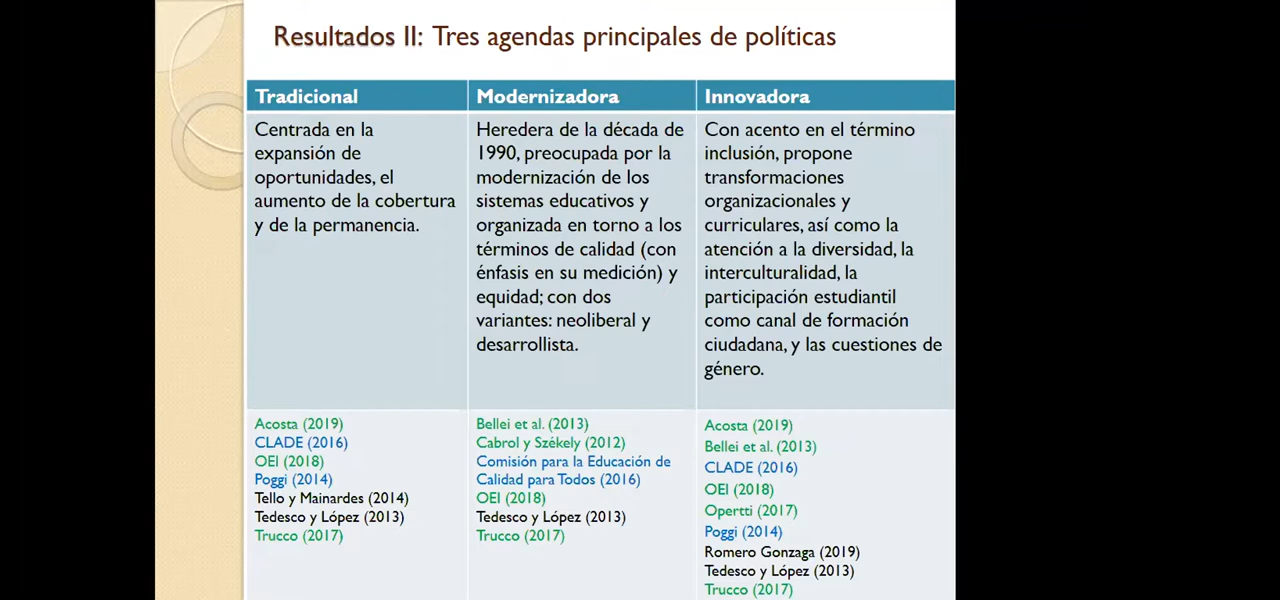 Resultados II: Tres agendas principales de políticas
Tradicional
Centrada en la
expansión de
oportunidades, el
aumento de la cobertura
y de la permanencia.
Acosta (2019)
CLADE (2016)
OEI (2018)
Poggi (2014)
Tello y Mainardes (2014)
Tedesco y López (2013)
Trucco (2017)
Modernizadora
Heredera de la década de
1990, preocupada por la
modernización de los
sistemas educativos y
organizada en torno a los
términos de calidad (con
énfasis en su medición) y
equidad; con dos
variantes: neoliberal y
desarrollista.
Bellei et al. (2013)
Cabrol y Székely (2012)
Comisión para la Educación de
Calidad para Todos (2016)
OEI (2018)
Tedesco y López (2013)
Trucco (2017)
Innovadora
Con acento en el término
inclusión, propone
transformaciones
organizacionales y
curriculares, así como la
atención a la diversidad, la
interculturalidad, la
participación estudiantil
como canal de formación
ciudadana, y las cuestiones de
género.
Acosta (2019)
Bellei et al. (2013)
CLADE (2016)
OEI (2018)
Opertti (2017)
Poggi (2014)
Romero Gonzaga (2019)
Tedesco y López (2013)
Trucco (2017)